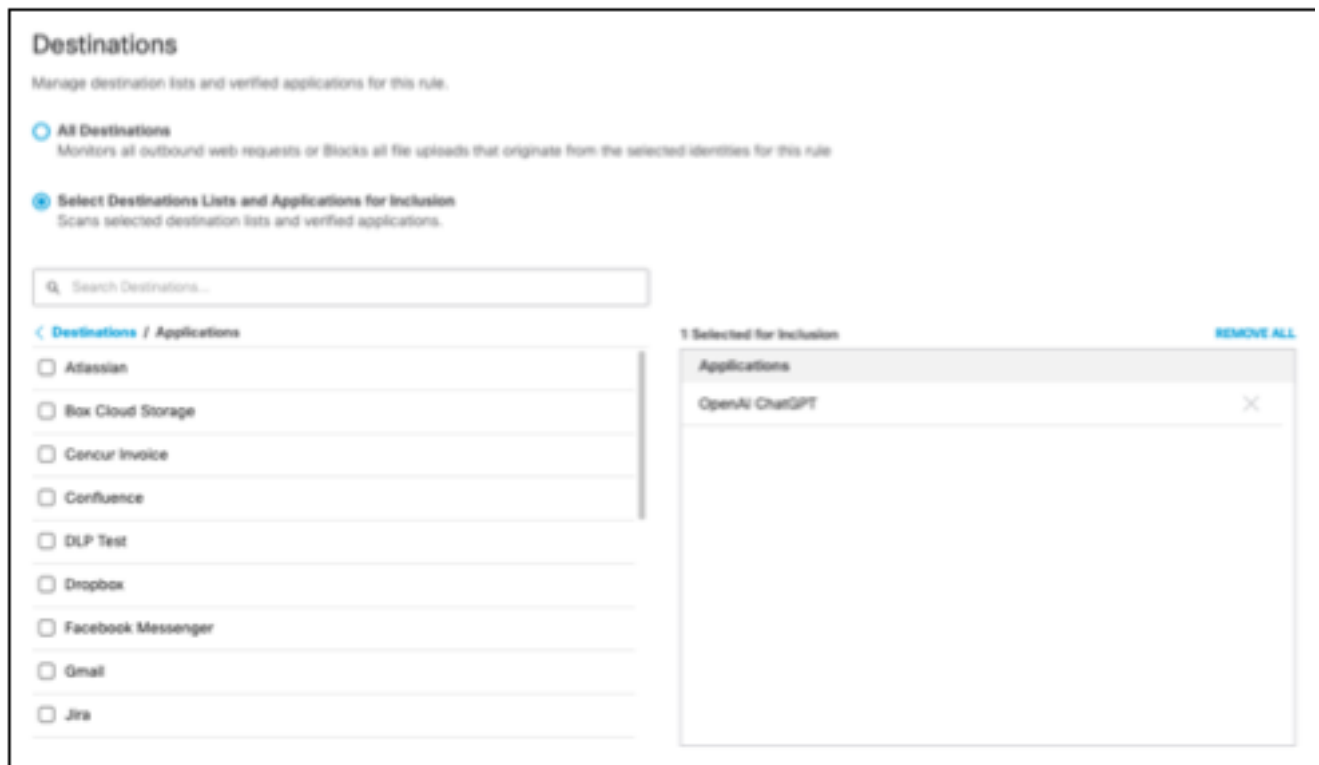 Destinations
Manage destination lists and verified applications for this rule.
All Destinations
Monitors all outbound web requests or Blocks all file uploads that originate from the selected identities for this rule
Select Destinations Lists and Applications for Inclusion
Scans selected destination lists and verified applications.
Search Destinations...
< Destinations / Applications
Atlassian
Box Cloud Storage
Concur Invoice
Confluence
DLP Test
Dropbox
Facebook Messenger
Gmail
Jira
1 Selected for Inclusion REMOVE ALL
Applications
OpenAI ChatGPT